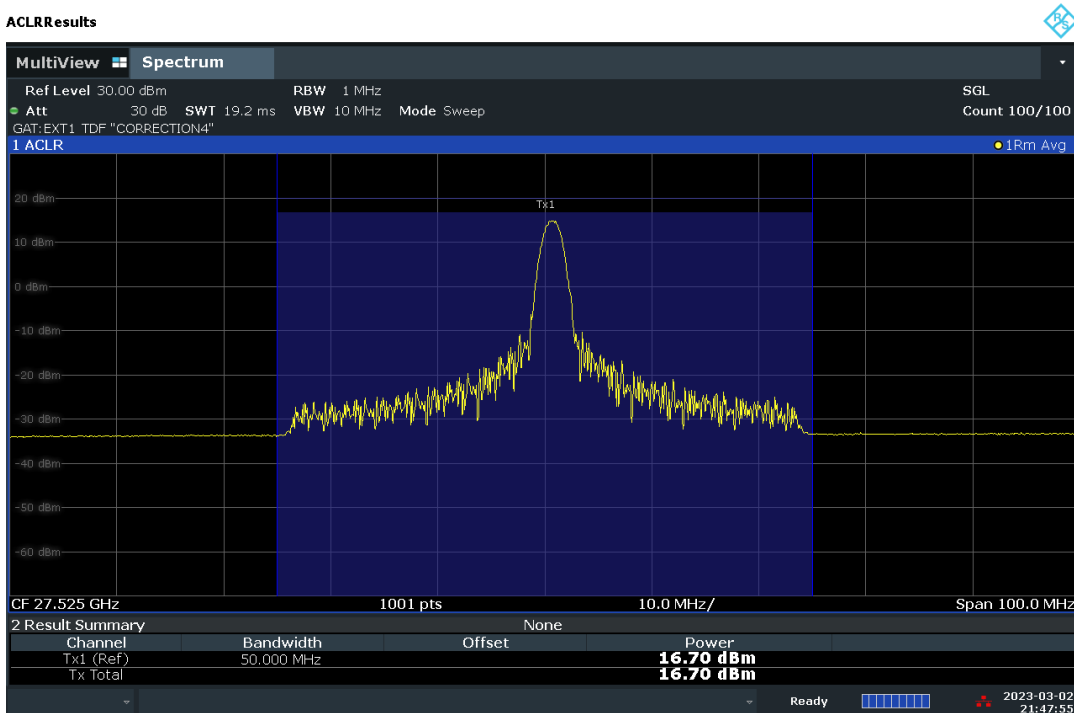 ACLRResults
R&S
MultiView Spectrum
Ref Level 30.00 dBm RBW 1 MHz SGL
Att 30 dB SWT 19.2 ms VBW 10 MHz Mode Sweep Count 100/100
GAT:EXT1 TDF "CORRECTION4"
1 ACLR 1Rm Avg
20 dBm
Tx1
10 dBm
0 dBm
-10 dBm
-20 dBm
-30 dBm
-40 dBm
-50 dBm
-60 dBm
CF 27.525 GHz 1001 pts 10.0 MHz/ Span 100.0 MHz
2 Result Summary None
Channel Bandwidth Offset Power
Tx1 (Ref) 50.000 MHz 16.70 dBm
Tx Total 16.70 dBm
Ready 2023-03-02
21:47:55